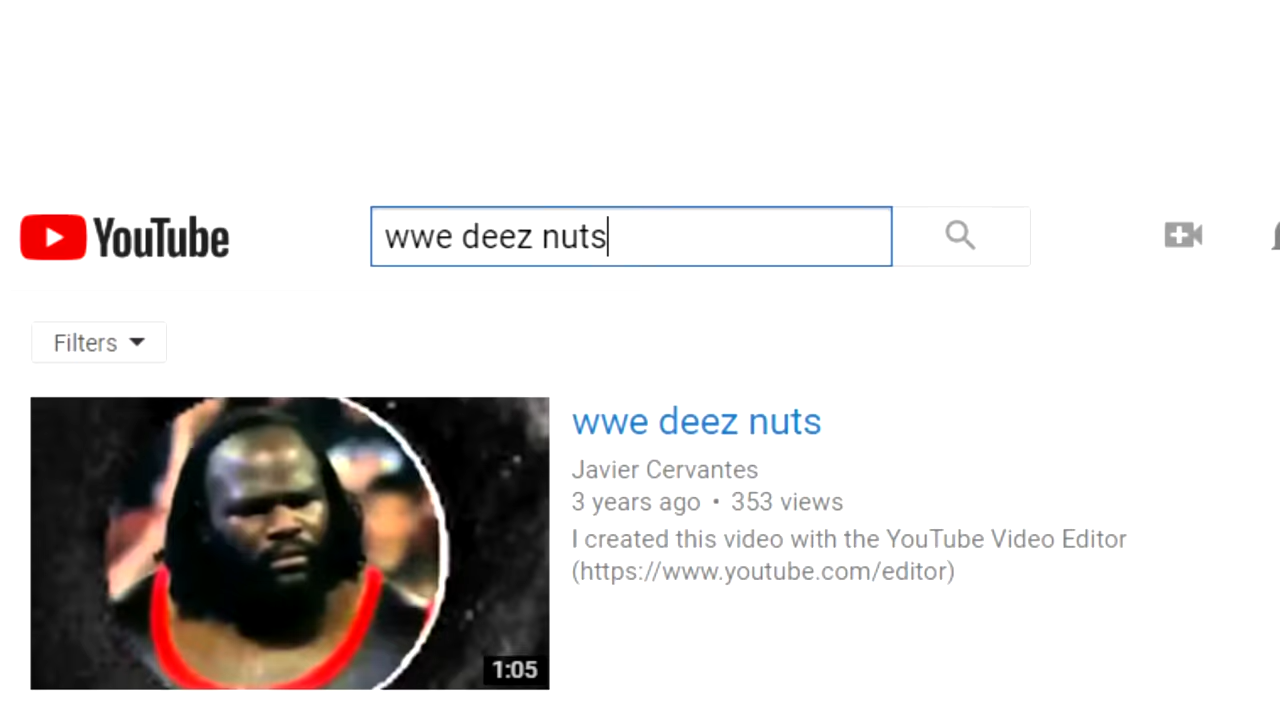 YouTube
wwe deez nuts
Filters
wwe deez nuts
Javier Cervantes
3 years ago • 353 views
I created this video with the YouTube Video Editor
(https://www.youtube.com/editor)
1:05